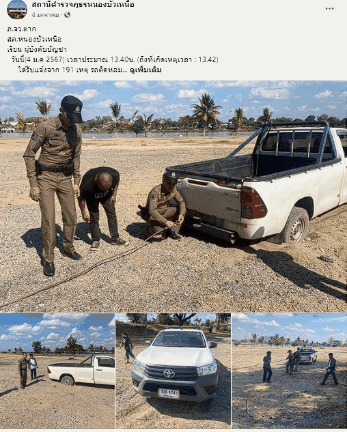 สถานีตำรวจภูธรหนองบัวเหนือ
4 มกราคม
ภ.จว.ตาก
สภ.หนองบัวเหนือ
เรียน ผู้บังคับบัญชา
วันนี้(4 ม.ค 2567) เวลาประมาณ 13.40น. (ถึงที่เกิดเหตุเวลา : 13.42)
ได้รับแจ้งจาก 191 เหตุ รถติดหล่ม... ดูเพิ่มเติม